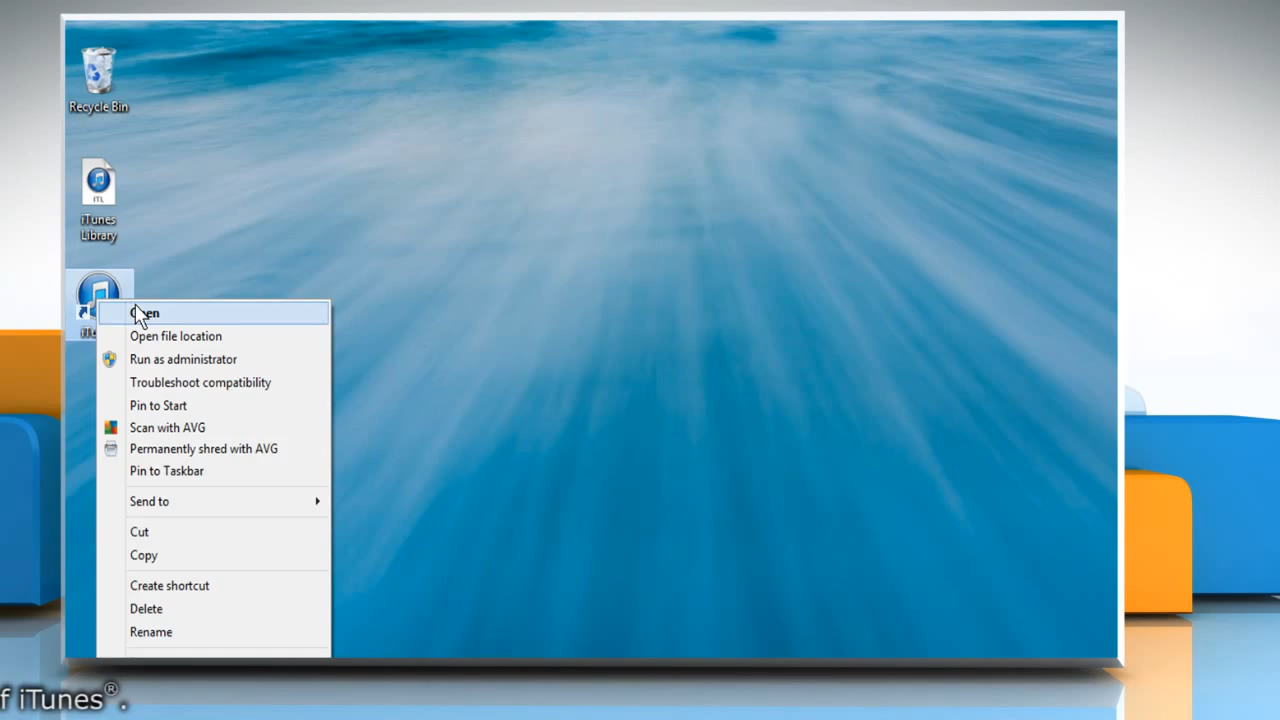 Recycle Bin
ITL
iTunes
Library
Open file location
Run as administrator
Troubleshoot compatibility
Pin to Start
Scan with AVG
Permanently shred with AVG
Pin to Taskbar
Send to
Cut
Copy
Create shortcut
Delete
Rename
f iTunes®.